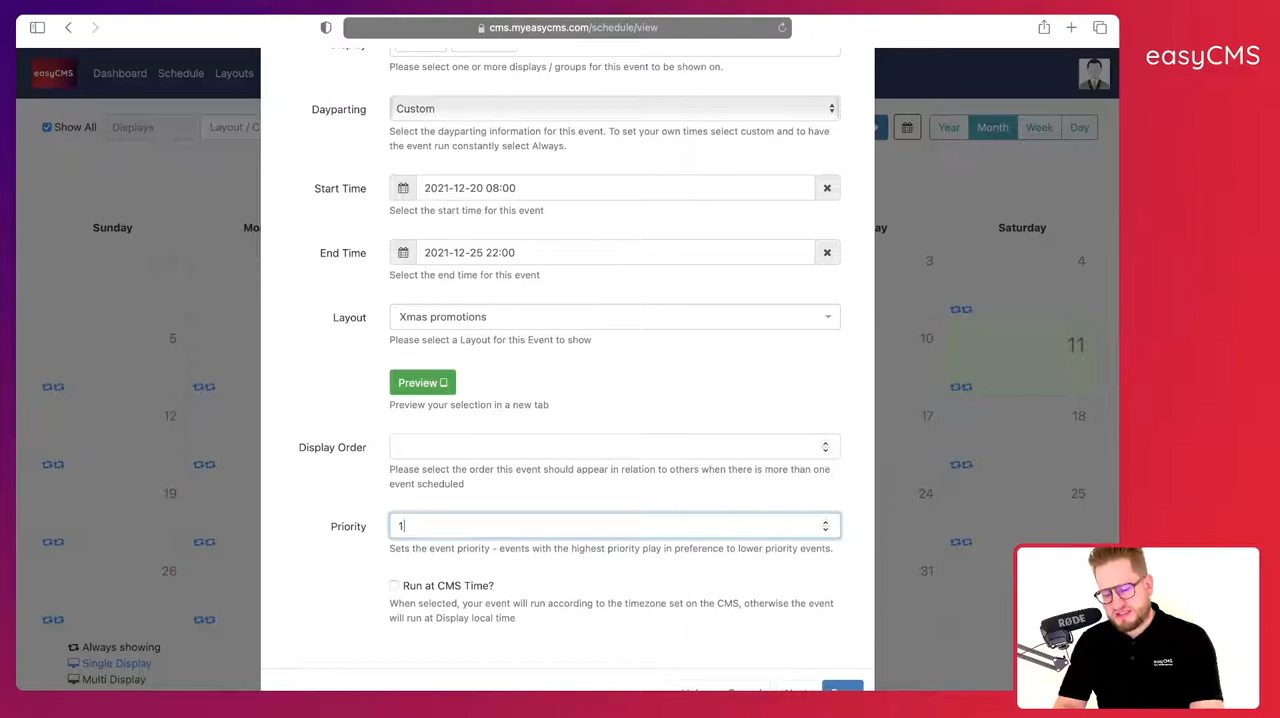 cms.myeasycms.com/schedule/view
easyCMS
easyCMS
Dashboard
Schedule
Layouts
Show All
Displays
Layout / C
Year
Month
Week
Day
Please select one or more displays / groups for this event to be shown on.
Dayparting
Custom
Select the dayparting information for this event. To set your own times select custom and to have
the event run constantly select Always.
Start Time
2021-12-20 08:00
Select the start time for this event
End Time
2021-12-25 22:00
Select the end time for this event
Layout
Xmas promotions
Please select a Layout for this Event to show
Preview
Preview your selection in a new tab
Display Order
Please select the order this event should appear in relation to others when there is more than one
event scheduled
Priority
1
Sets the event priority - events with the highest priority play in preference to lower priority events.
Run at CMS Time?
When selected, your event will run according to the timezone set on the CMS, otherwise the event
will run at Display local time
Sunday
Mo
ay
Saturday
3
4
5
10
11
12
17
18
19
24
25
26
31
Always showing
Single Display
Multi Display
RØDE
easyCMS